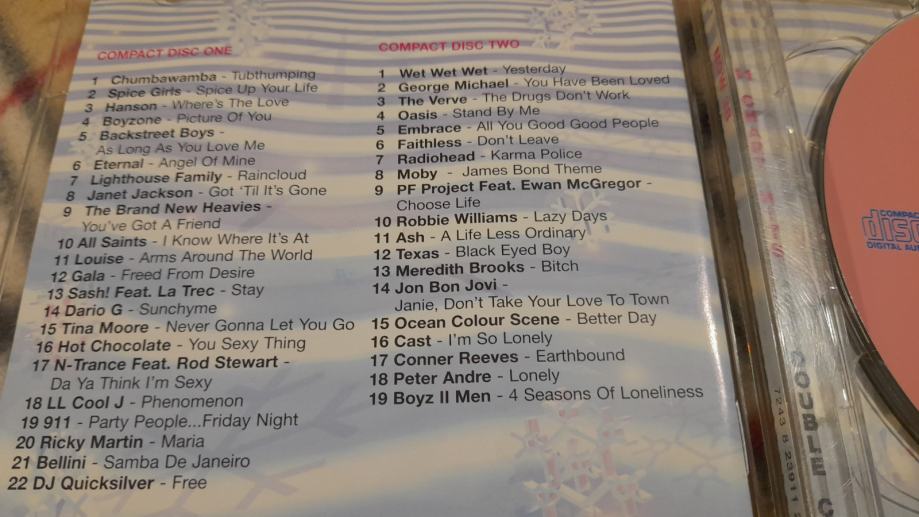 COMPACT DISC ONE
1 Chumbawamba - Tubthumping
2 Spice Girls - Spice Up Your Life
3 Hanson - Where's The Love
4 Boyzone - Picture Of You
5 Backstreet Boys -
As Long As You Love Me
6 Eternal - Angel Of Mine
7 Lighthouse Family - Raincloud
8 Janet Jackson - Got 'Til It's Gone
9 The Brand New Heavies -
You've Got A Friend
10 All Saints - I Know Where It's At
11 Louise - Arms Around The World
12 Gala - Freed From Desire
13 Sash! Feat. La Trec - Stay
14 Dario G - Sunchyme
15 Tina Moore - Never Gonna Let You Go
16 Hot Chocolate - You Sexy Thing
17 N-Trance Feat. Rod Stewart -
Da Ya Think I'm Sexy
18 LL Cool J - Phenomenon
19 911 - Party People...Friday Night
20 Ricky Martin - Maria
21 Bellini - Samba De Janeiro
22 DJ Quicksilver - Free
COMPACT DISC TWO
1 Wet Wet Wet - Yesterday
2 George Michael - You Have Been Loved
3 The Verve - The Drugs Don't Work
4 Oasis - Stand By Me
5 Embrace - All You Good Good People
6 Faithless - Don't Leave
7 Radiohead - Karma Police
8 Moby - James Bond Theme
9 PF Project Feat. Ewan McGregor -
Choose Life
10 Robbie Williams - Lazy Days
11 Ash - A Life Less Ordinary
12 Texas - Black Eyed Boy
13 Meredith Brooks - Bitch
14 Jon Bon Jovi -
Janie, Don't Take Your Love To Town
15 Ocean Colour Scene - Better Day
16 Cast - I'm So Lonely
17 Conner Reeves - Earthbound
18 Peter Andre - Lonely
19 Boyz II Men - 4 Seasons Of Loneliness
DOUBLE C
COMPAC
disc
DIGITAL AU